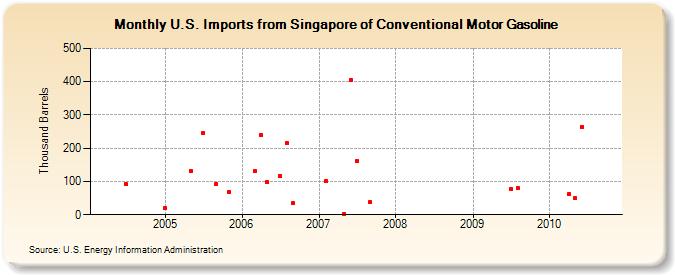 Monthly U.S. Imports from Singapore of Conventional Motor Gasoline
Thousand Barrels
500
400
300
200
100
0
2005 2006 2007 2008 2009 2010
Source: U.S. Energy Information Administration